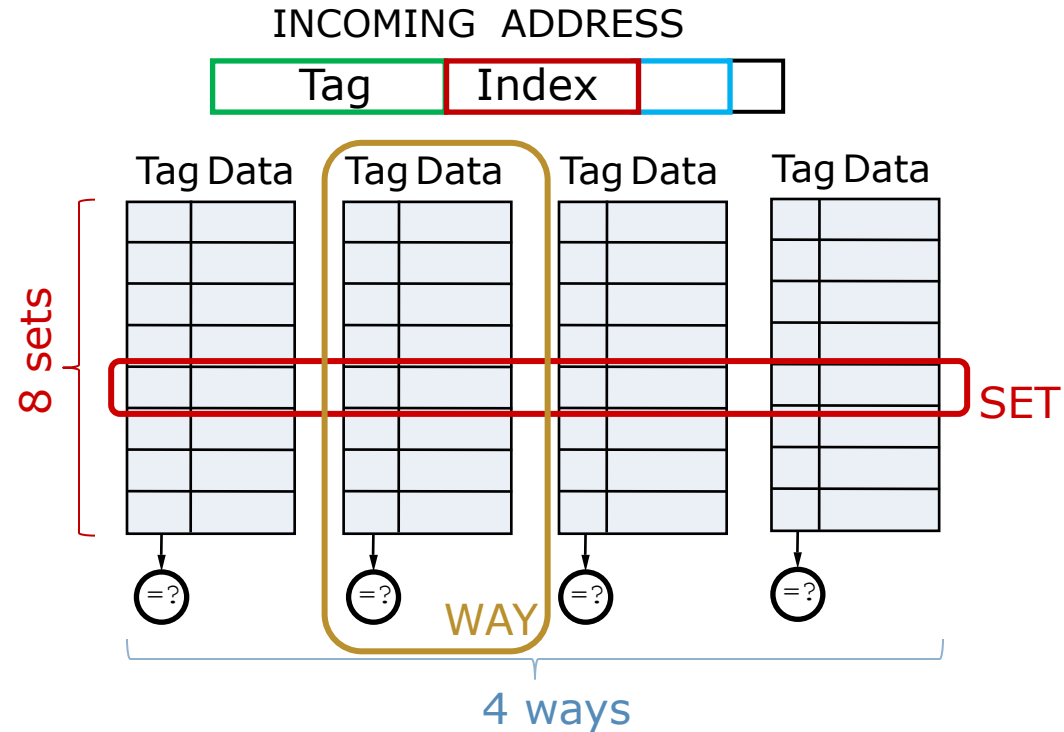 INCOMING ADDRESS
Tag Index
Tag Data Tag Data Tag Data Tag Data
8 sets
SET
=? =? =? =?
WAY
4 ways